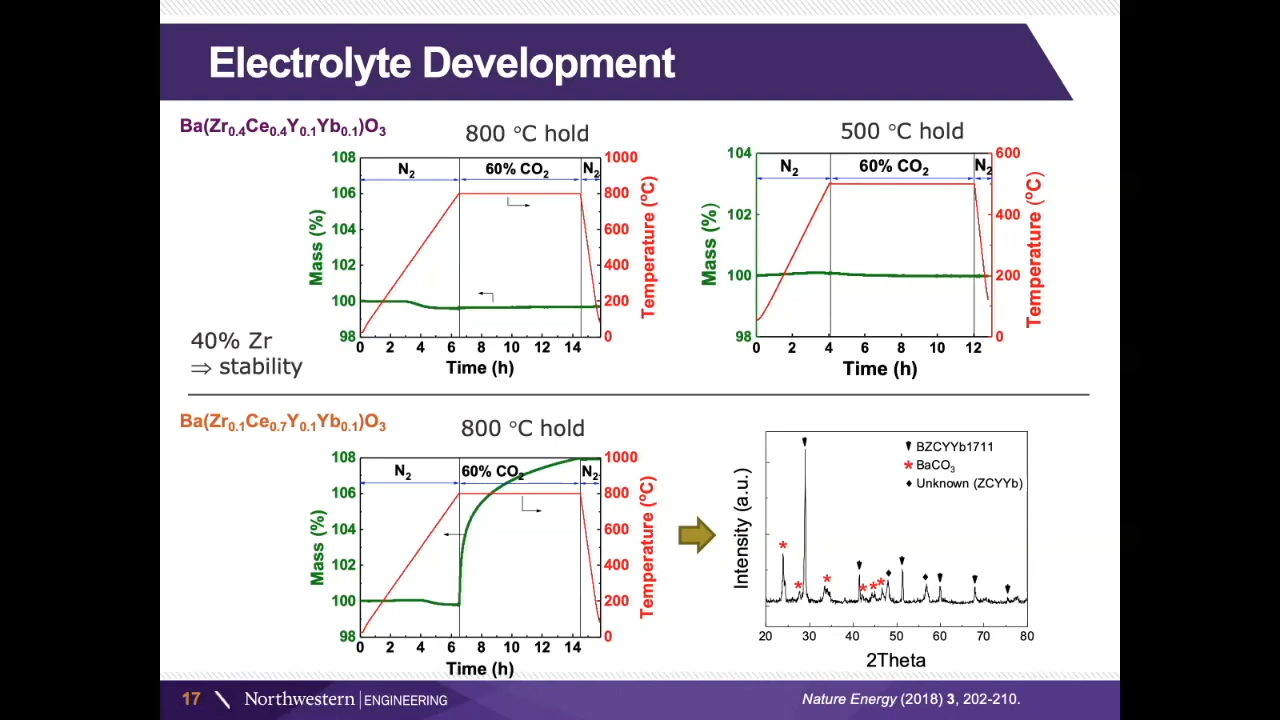 Electrolyte Development
Ba(Zr0.4Ce0.4Y0.1Yb0.1)O3
800 °C hold
108
106
104
102
100
98
Mass (%)
N2
60% CO2
N2
1000
800
600
400
200
0
Temperature (°C)
0 2 4 6 8 10 12 14
Time (h)
500 °C hold
104
102
100
98
Mass (%)
N2
60% CO2
N2
600
400
200
0
Temperature (°C)
0 2 4 6 8 10 12
Time (h)
40% Zr
⇒ stability
Ba(Zr0.1Ce0.7Y0.1Yb0.1)O3
800 °C hold
108
106
104
102
100
98
Mass (%)
N2
60% CO2
N2
1000
800
600
400
200
0
Temperature (°C)
0 2 4 6 8 10 12 14
Time (h)
Intensity (a.u.)
BZCYYb1711
* BaCO3
Unknown (ZCYYb)
20 30 40 50 60 70 80
2Theta
17
Northwestern | ENGINEERING
Nature Energy (2018) 3, 202-210.